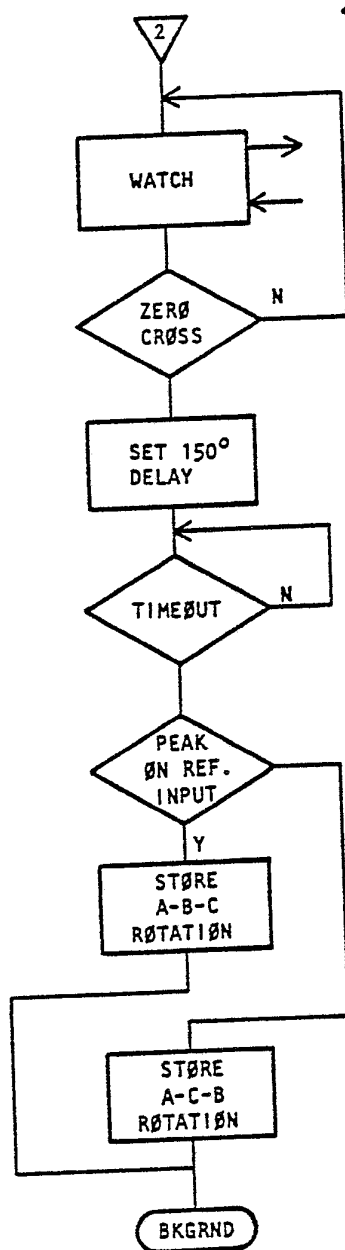 2
WATCH
ZERØ
CRØSS
N
SET 150°
DELAY
TIMEØUT
N
PEAK
ØN REF.
INPUT
Y
STØRE
A-B-C
RØTATIØN
STØRE
A-C-B
RØTATIØN
BKGRND